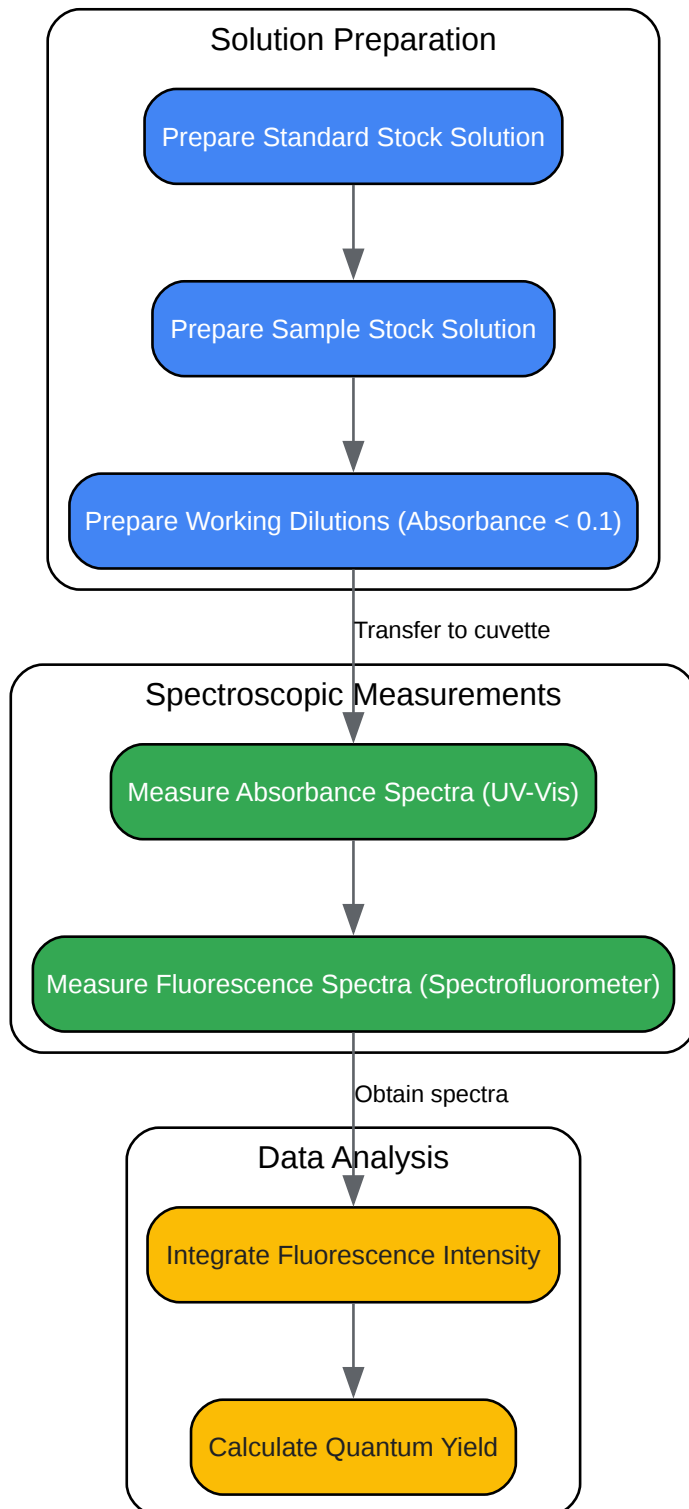 Solution Preparation
Prepare Standard Stock Solution
Prepare Sample Stock Solution
Prepare Working Dilutions (Absorbance < 0.1)
Transfer to cuvette
Spectroscopic Measurements
Measure Absorbance Spectra (UV-Vis)
Measure Fluorescence Spectra (Spectrofluorometer)
Obtain spectra
Data Analysis
Integrate Fluorescence Intensity
Calculate Quantum Yield